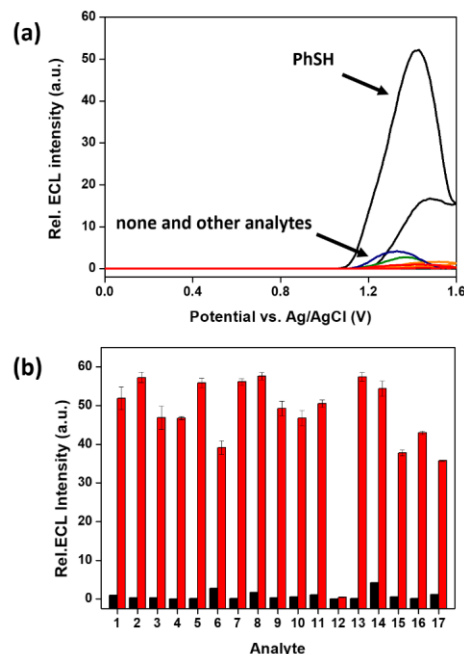 (a)
60
50
40
30
20
10
0
Rel. ECL intensity (a.u.)
PhSH
none and other analytes
0.0 0.4 0.8 1.2 1.6
Potential vs. Ag/AgCl (V)
(b)
60
50
40
30
20
10
0
Rel.ECL Intensity (a.u.)
1 2 3 4 5 6 7 8 9 10 11 12 13 14 15 16 17
Analyte